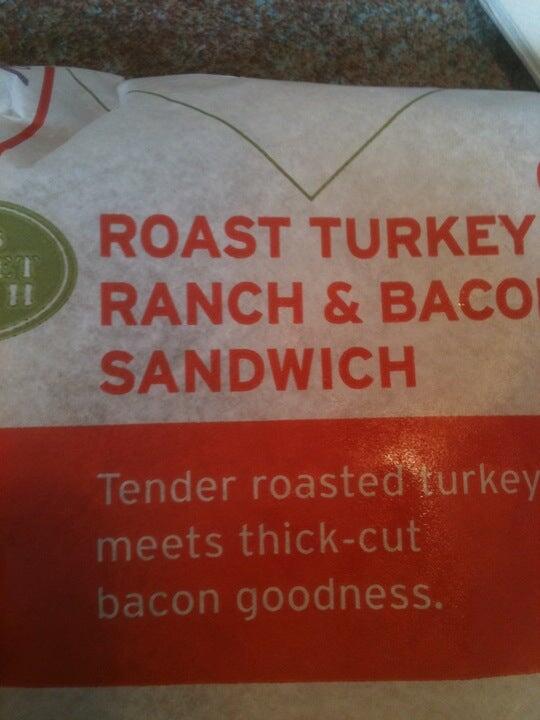 ROAST TURKEY
RANCH & BACO
SANDWICH
Tender roasted turkey
meets thick-cut
bacon goodness.